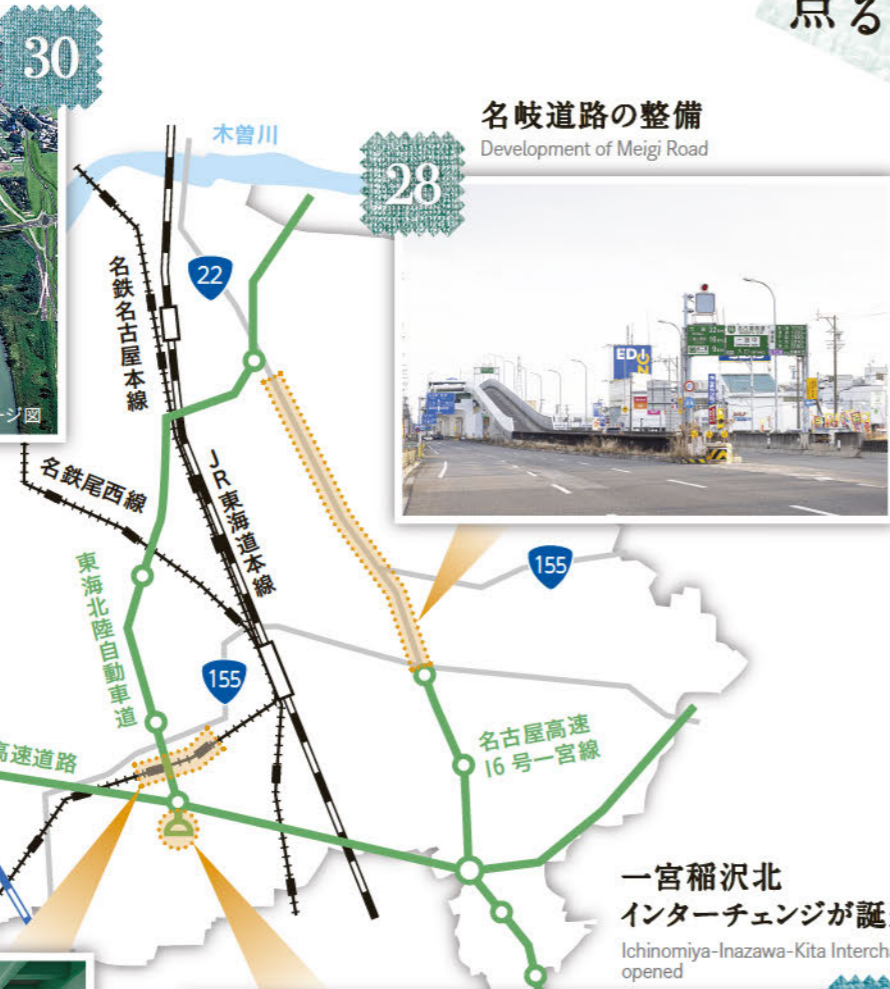 点る
30
木曽川
名岐道路の整備
Development of Meigi Road
28
22
名鉄名古屋本線
ージ図
EDION
名鉄尾西線
JR東海道本線
155
東海北陸自動車道
155
名古屋高速
16号一宮線
高速道路
一宮稲沢北
インターチェンジが誕
Ichinomiya-Inazawa-Kita Interch
opened